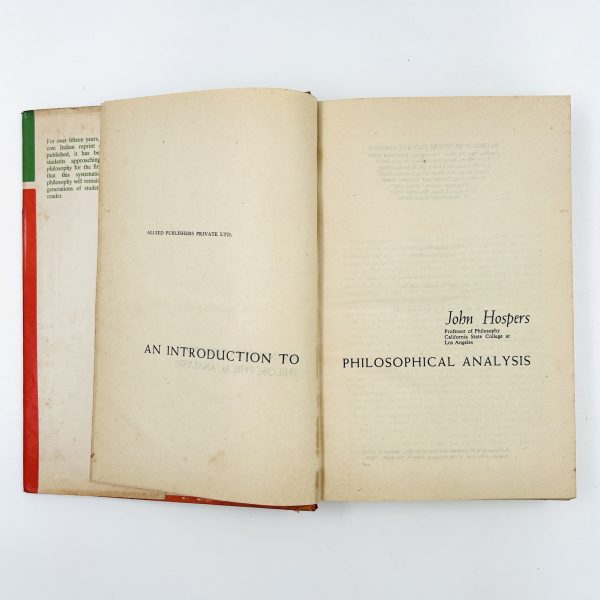 For over fifteen years,
cost Indian reprint
published, it has be
students approaching
philosophy for the fir
that this systematic
philosophy will remain
generations of studen
reader.
ALLIED PUBLISHERS PRIVATE LTD.
AN INTRODUCTION TO
John Hospers
Professor of Philosophy
California State College at
Los Angeles
PHILOSOPHICAL ANALYSIS